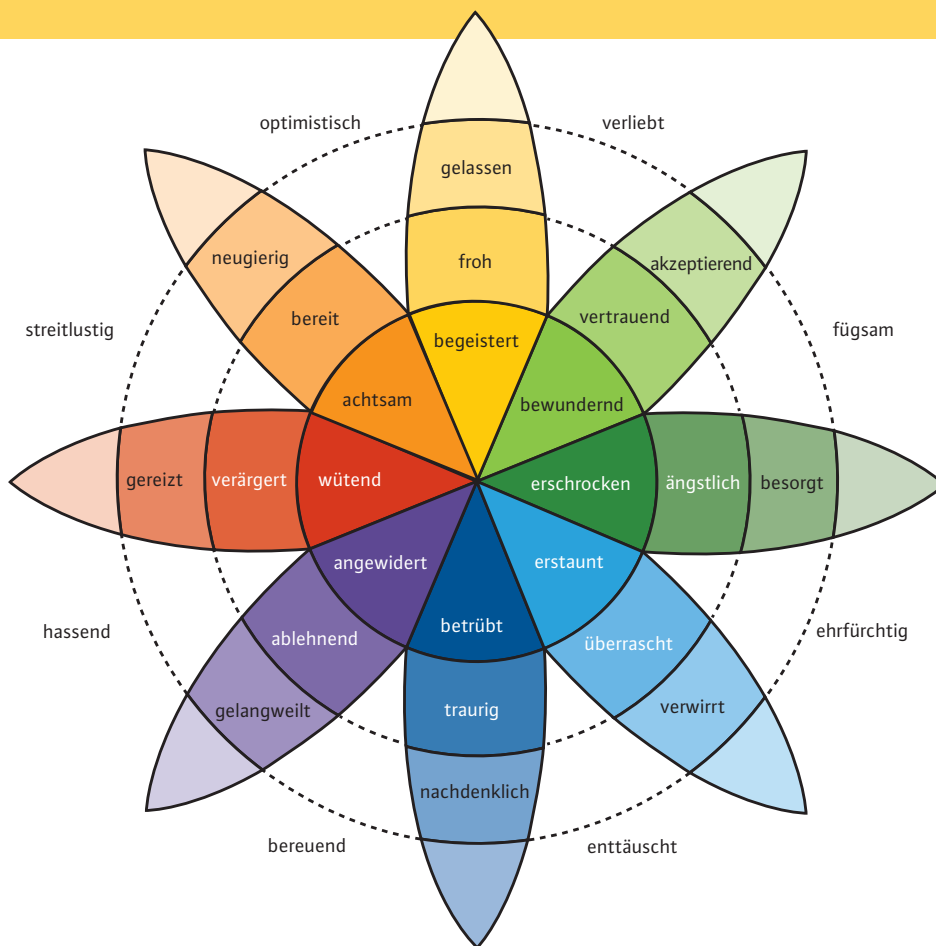 optimistisch
verliebt
gelassen
neugierig
froh
akzeptierend
bereit
vertrauend
streitlustig
fügsam
begeistert
achtsam
bewundernd
gereizt
verärgert
wütend
erschrocken
ängstlich
besorgt
angewidert
erstaunt
hassend
ablehnend
betrübt
überrascht
ehrfürchtig
gelangweilt
traurig
verwirrt
nachdenklich
bereuend
enttäuscht